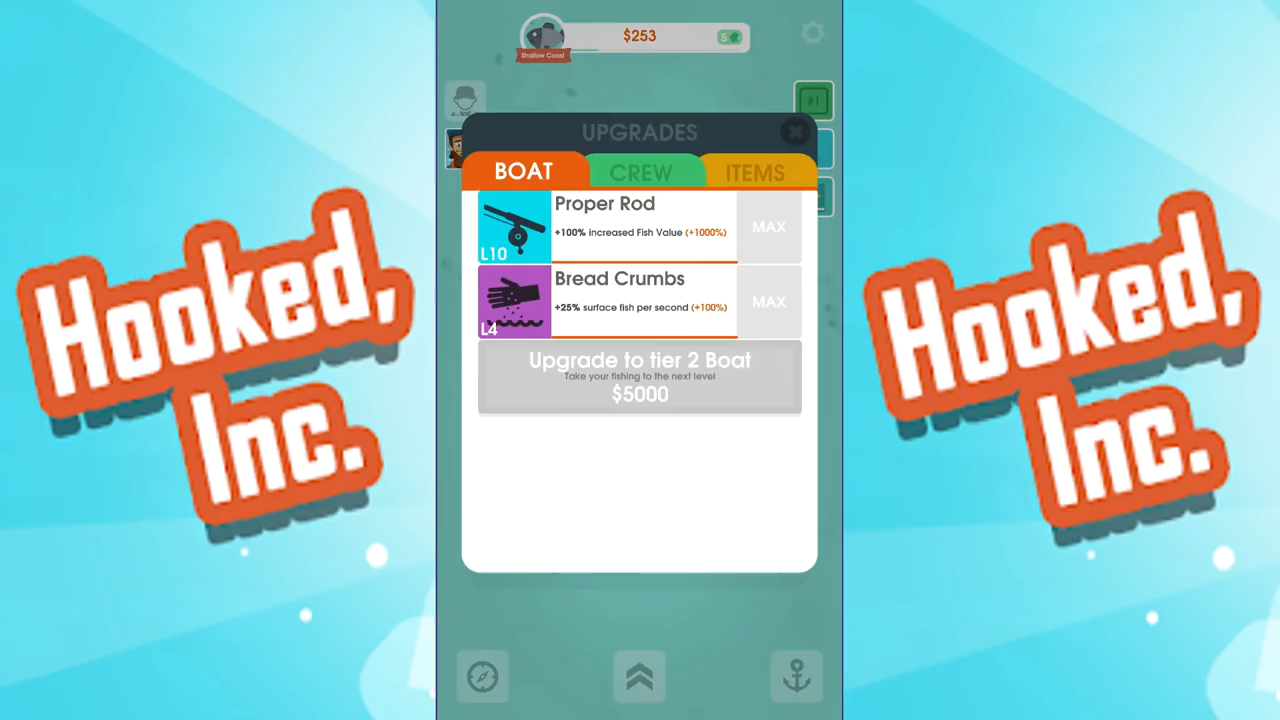 Hooked,
Inc.
$253
5
Shallow Coast
#1
UPGRADES
BOAT
CREW
ITEMS
Proper Rod
+100% increased Fish Value (+1000%)
L10
MAX
Bread Crumbs
+25% surface fish per second (+100%)
L4
MAX
Upgrade to tier 2 Boat
Take your fishing to the next level
$5000
Hooked,
Inc.